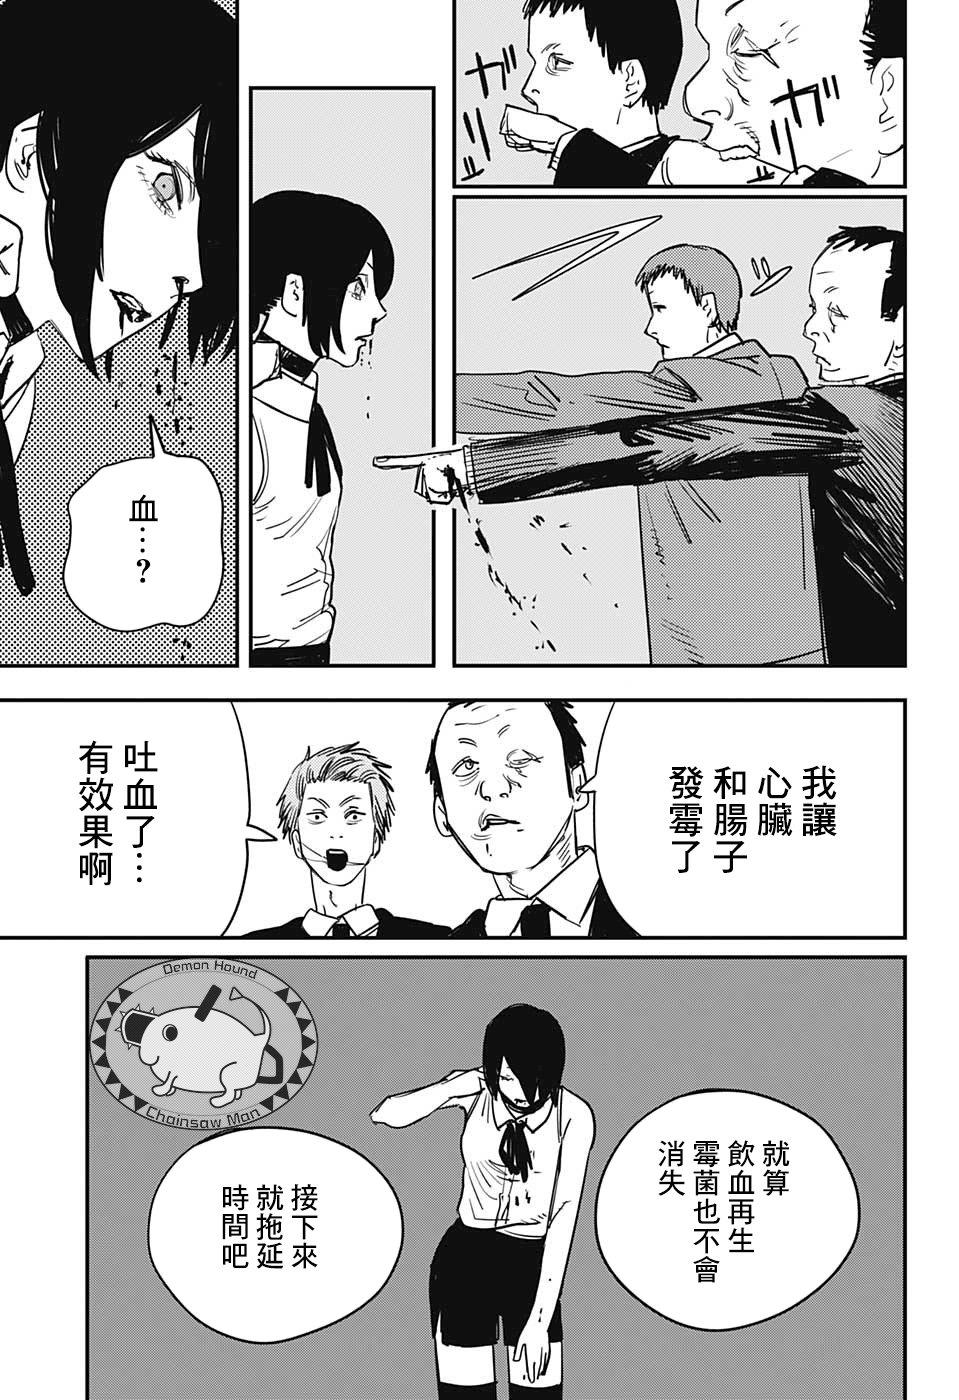 ガリッ
ガリッ
血…?
我讓
心臟
和腸子
發霉了
吐血了…
有效果啊
Demon Hound
Chainsaw Man
就算
飲血再生
霉菌也不會
消失
接下來
就拖延
時間吧